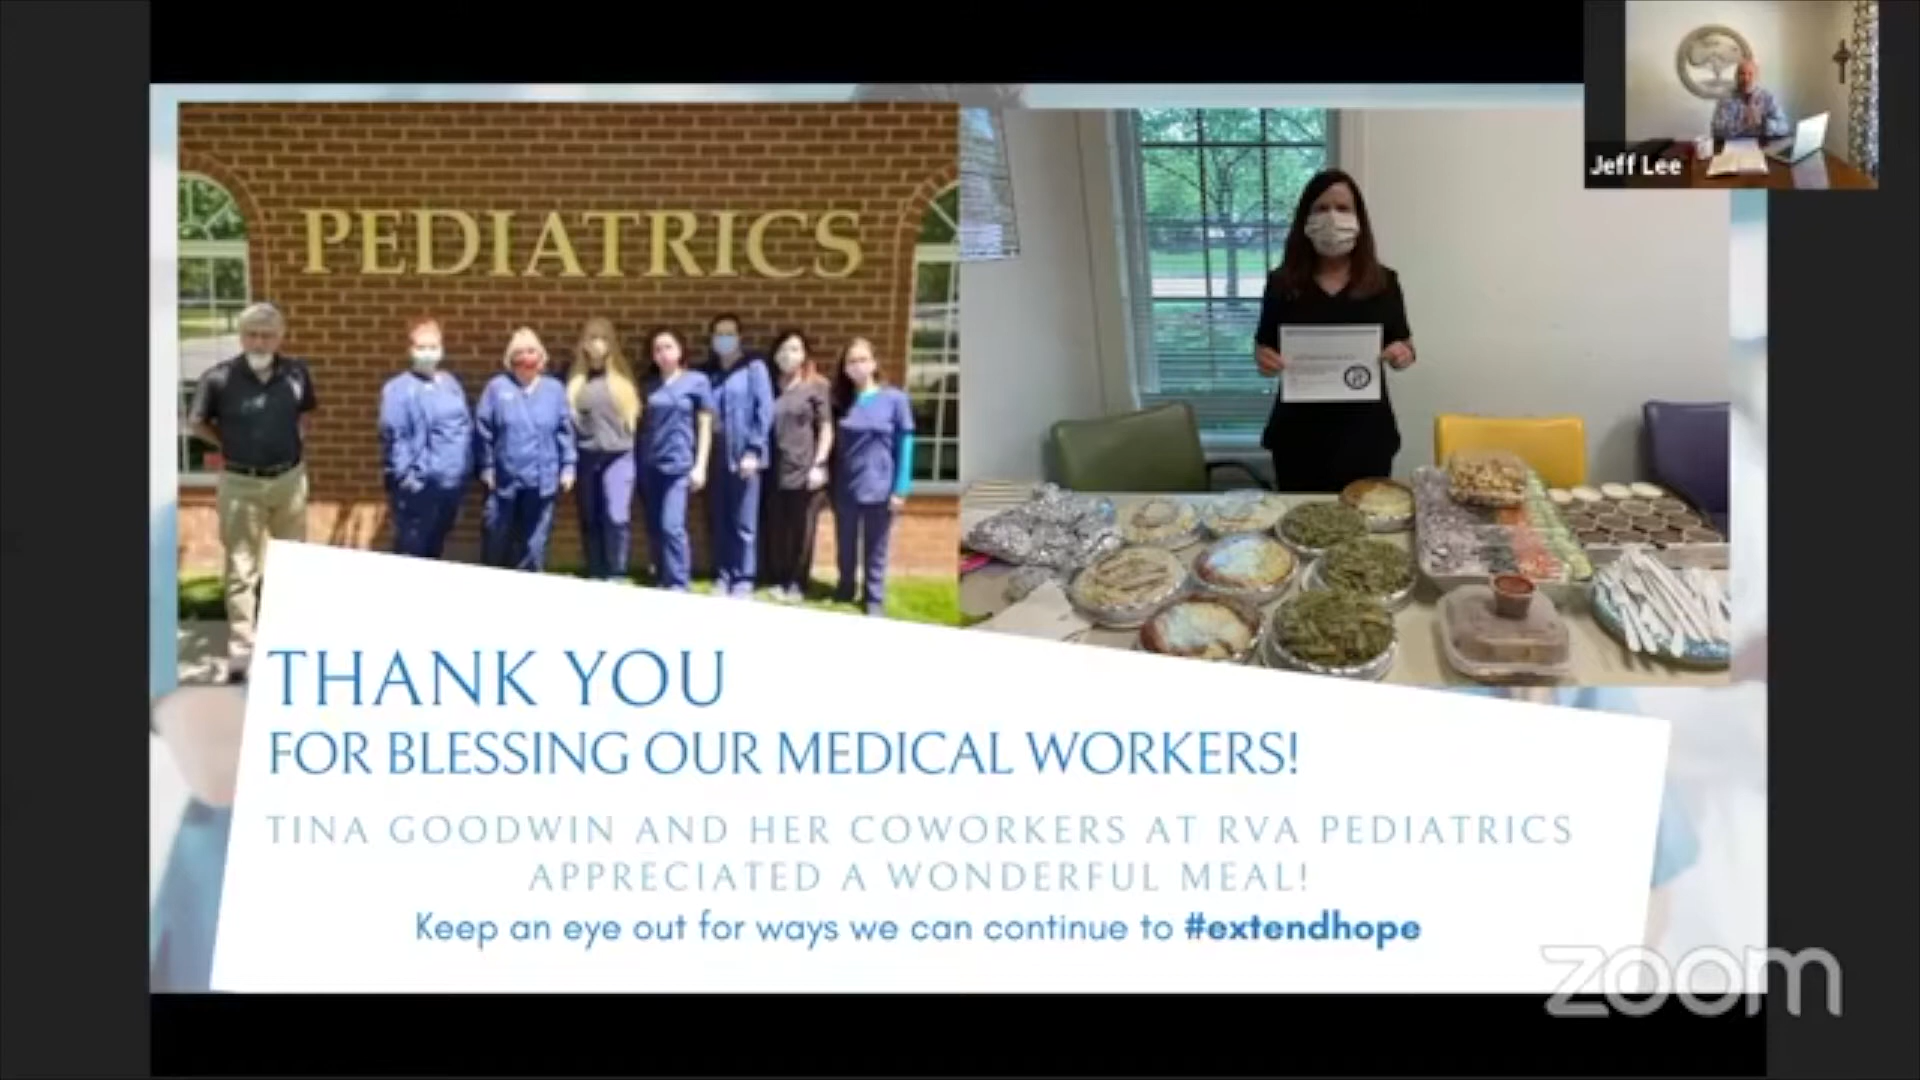 Jeff Lee
PEDIATRICS
THANK YOU
FOR BLESSING OUR MEDICAL WORKERS!
TINA GOODWIN AND HER COWORKERS AT RVA PEDIATRICS
APPRECIATED A WONDERFUL MEAL!
Keep an eye out for ways we can continue to #extendhope
zoom